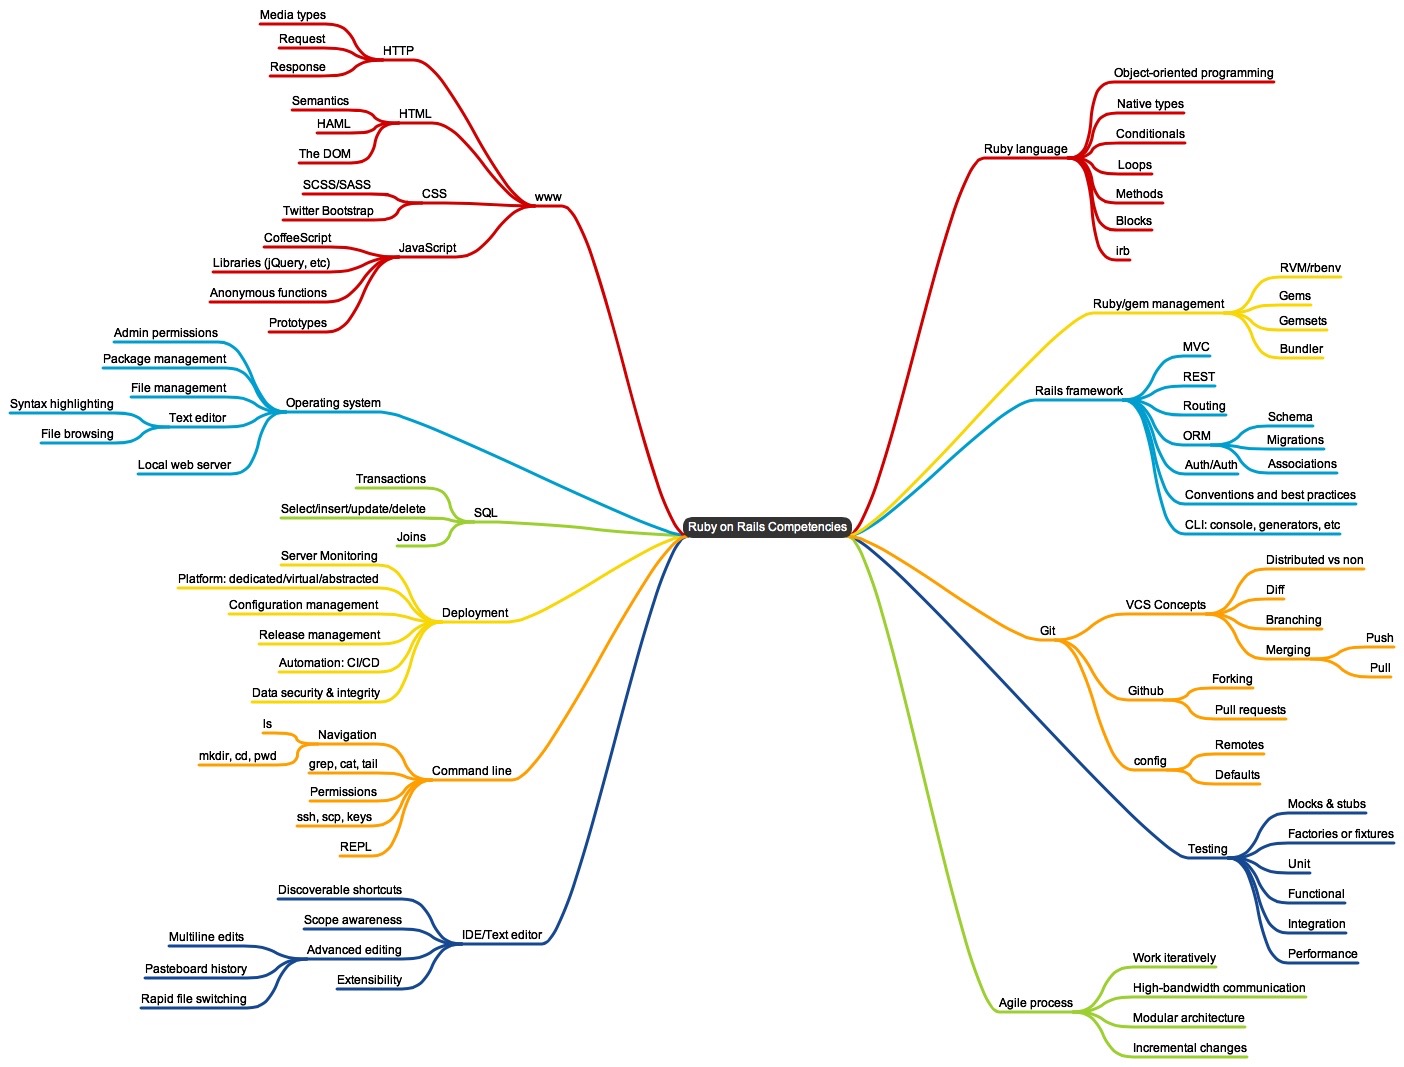 Ruby on Rails Competencies
www
HTTP
Media types
Request
Response
HTML
Semantics
HAML
The DOM
CSS
SCSS/SASS
Twitter Bootstrap
JavaScript
CoffeeScript
Libraries (jQuery, etc)
Anonymous functions
Prototypes
Operating system
Admin permissions
Package management
File management
Text editor
Syntax highlighting
File browsing
Local web server
SQL
Transactions
Select/insert/update/delete
Joins
Deployment
Server Monitoring
Platform: dedicated/virtual/abstracted
Configuration management
Release management
Automation: CI/CD
Data security & integrity
Command line
Navigation
ls
mkdir, cd, pwd
grep, cat, tail
Permissions
ssh, scp, keys
REPL
IDE/Text editor
Discoverable shortcuts
Scope awareness
Advanced editing
Multiline edits
Pasteboard history
Rapid file switching
Extensibility
Ruby language
Object-oriented programming
Native types
Conditionals
Loops
Methods
Blocks
irb
Ruby/gem management
RVM/rbenv
Gems
Gemsets
Bundler
Rails framework
MVC
REST
Routing
ORM
Schema
Migrations
Associations
Auth/Auth
Conventions and best practices
CLI: console, generators, etc
Git
VCS Concepts
Distributed vs non
Diff
Branching
Merging
Push
Pull
Github
Forking
Pull requests
config
Remotes
Defaults
Testing
Mocks & stubs
Factories or fixtures
Unit
Functional
Integration
Performance
Agile process
Work iteratively
High-bandwidth communication
Modular architecture
Incremental changes